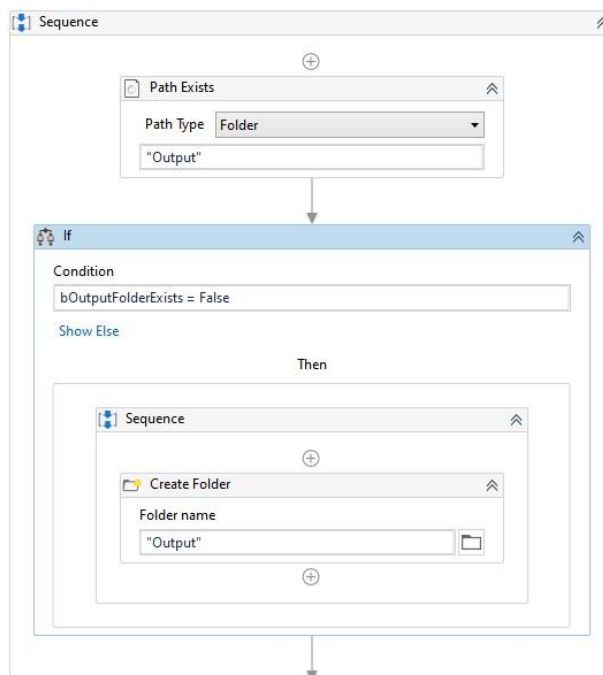 Sequence
Path Exists
Path Type Folder
"Output"
If
Condition
bOutputFolderExists = False
Show Else
Then
Sequence
Create Folder
Folder name
"Output"